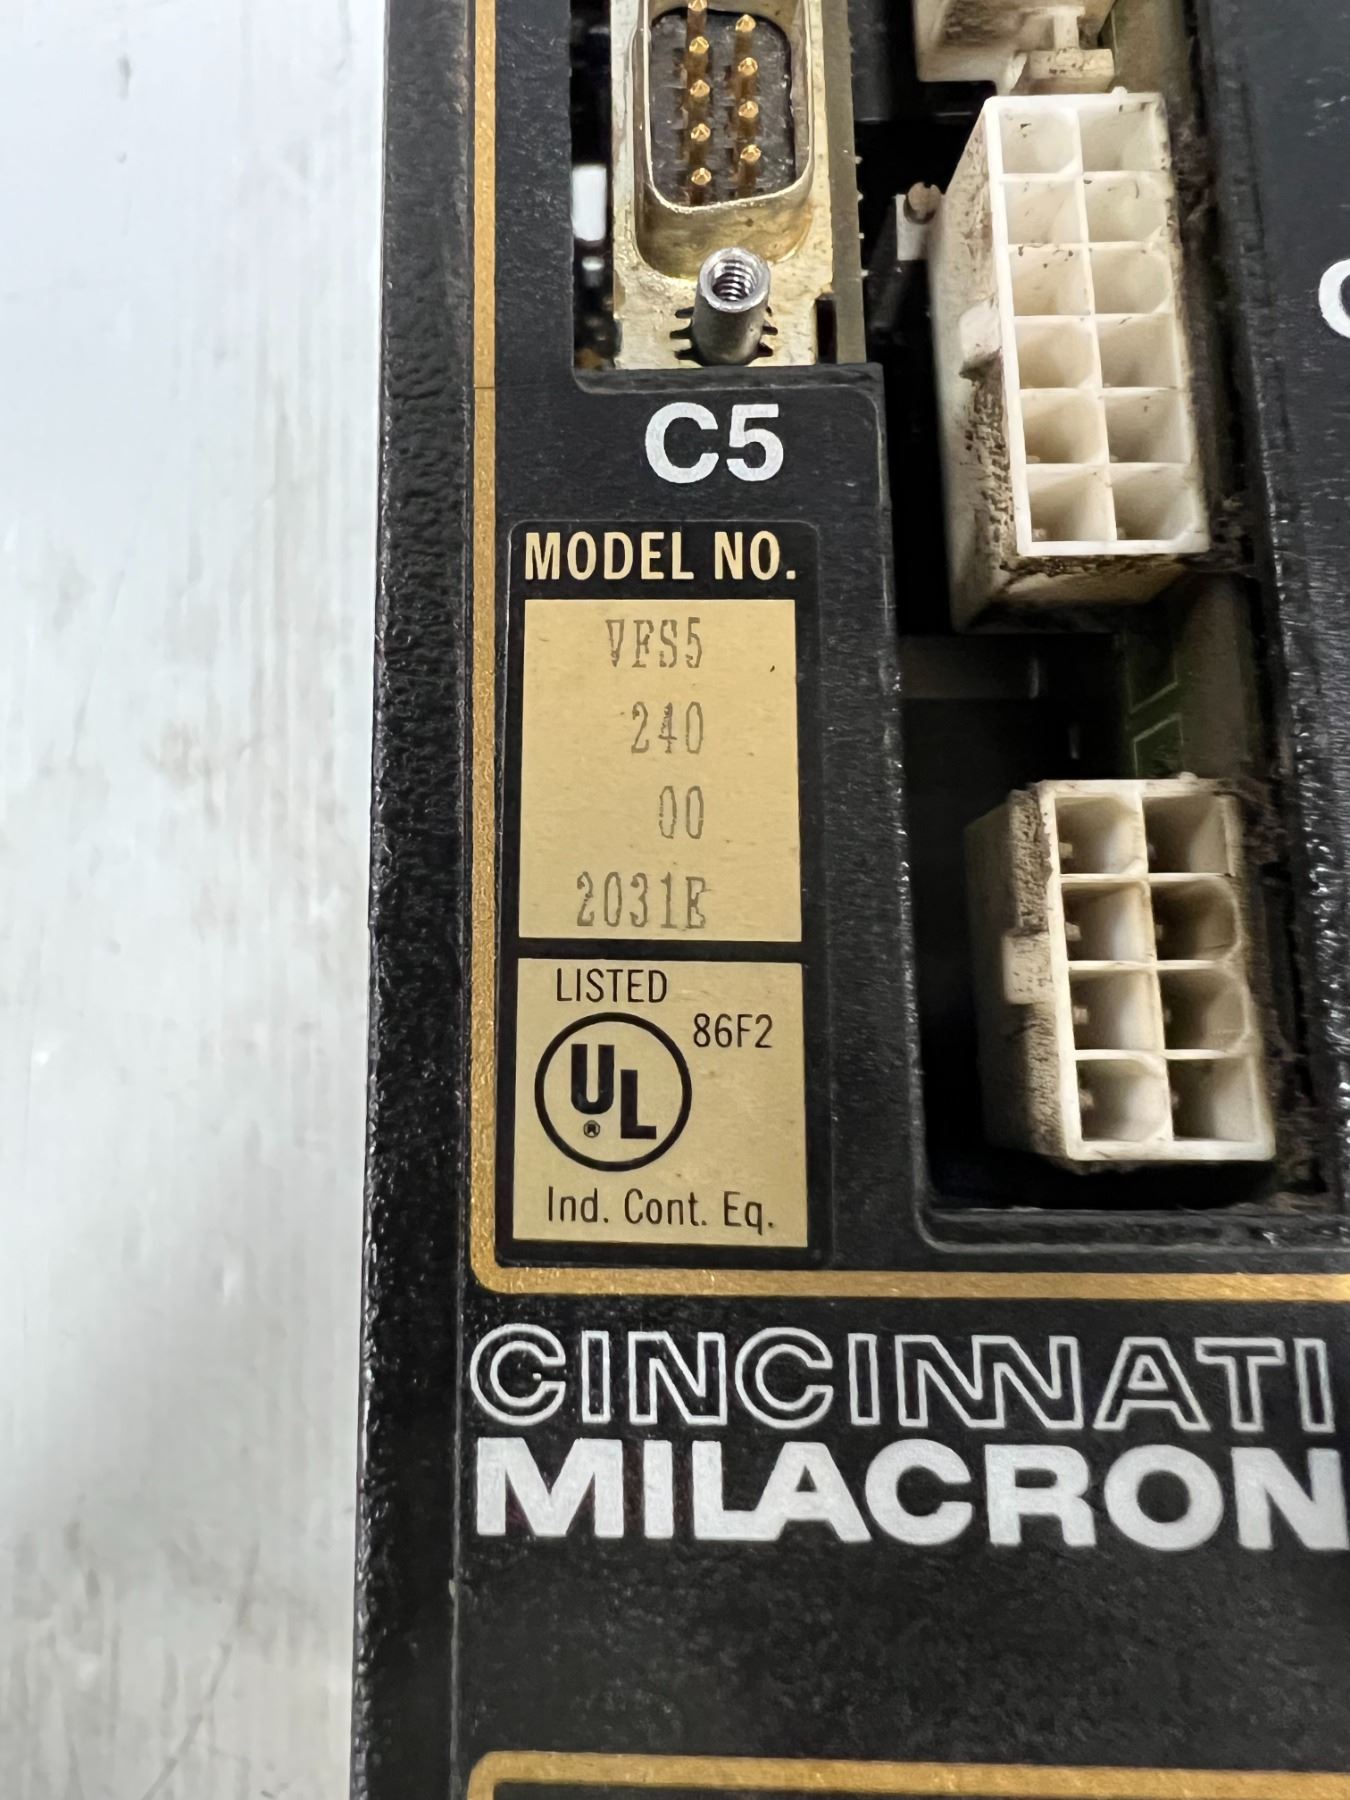 C5
MODEL NO.
VFS5
240
00
2031E
LISTED
86F2
UL
®
Ind. Cont. Eq.
CINCINNATI
MILACRON